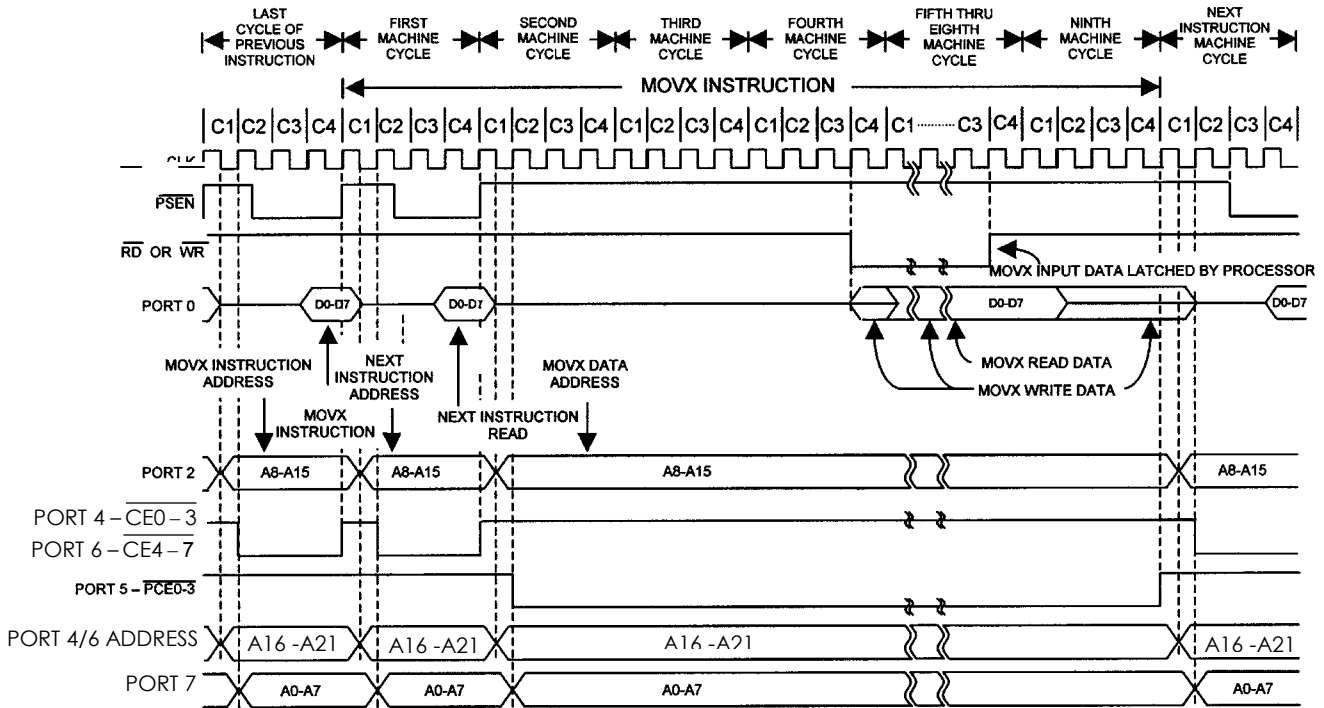 LAST CYCLE OF PREVIOUS INSTRUCTION
FIRST MACHINE CYCLE
SECOND MACHINE CYCLE
THIRD MACHINE CYCLE
FOURTH MACHINE CYCLE
FIFTH THRU EIGHTH MACHINE CYCLE
NINTH MACHINE CYCLE
NEXT INSTRUCTION MACHINE CYCLE
MOVX INSTRUCTION
C1 C2 C3 C4 C1 C2 C3 C4 C1 C2 C3 C4 C1 C2 C3 C4 C1 C2 C3 C4 C1 ........ C3 C4 C1 C2 C3 C4 C1 C2 C3 C4
CLK
PSEN
RD OR WR
MOVX INPUT DATA LATCHED BY PROCESSOR
PORT 0
D0-D7
D0-D7
D0-D7
D0-D7
MOVX INSTRUCTION ADDRESS
NEXT INSTRUCTION ADDRESS
MOVX DATA ADDRESS
MOVX READ DATA
MOVX WRITE DATA
MOVX INSTRUCTION
NEXT INSTRUCTION READ
PORT 2
A8-A15
A8-A15
A8-A15
A8-A15
PORT 4 – CE0 – 3
PORT 6 – CE4 – 7
PORT 5 – PCE0-3
PORT 4/6 ADDRESS
A16 -A21
A16 -A21
A16 -A21
A16 -A21
PORT 7
A0-A7
A0-A7
A0-A7
A0-A7